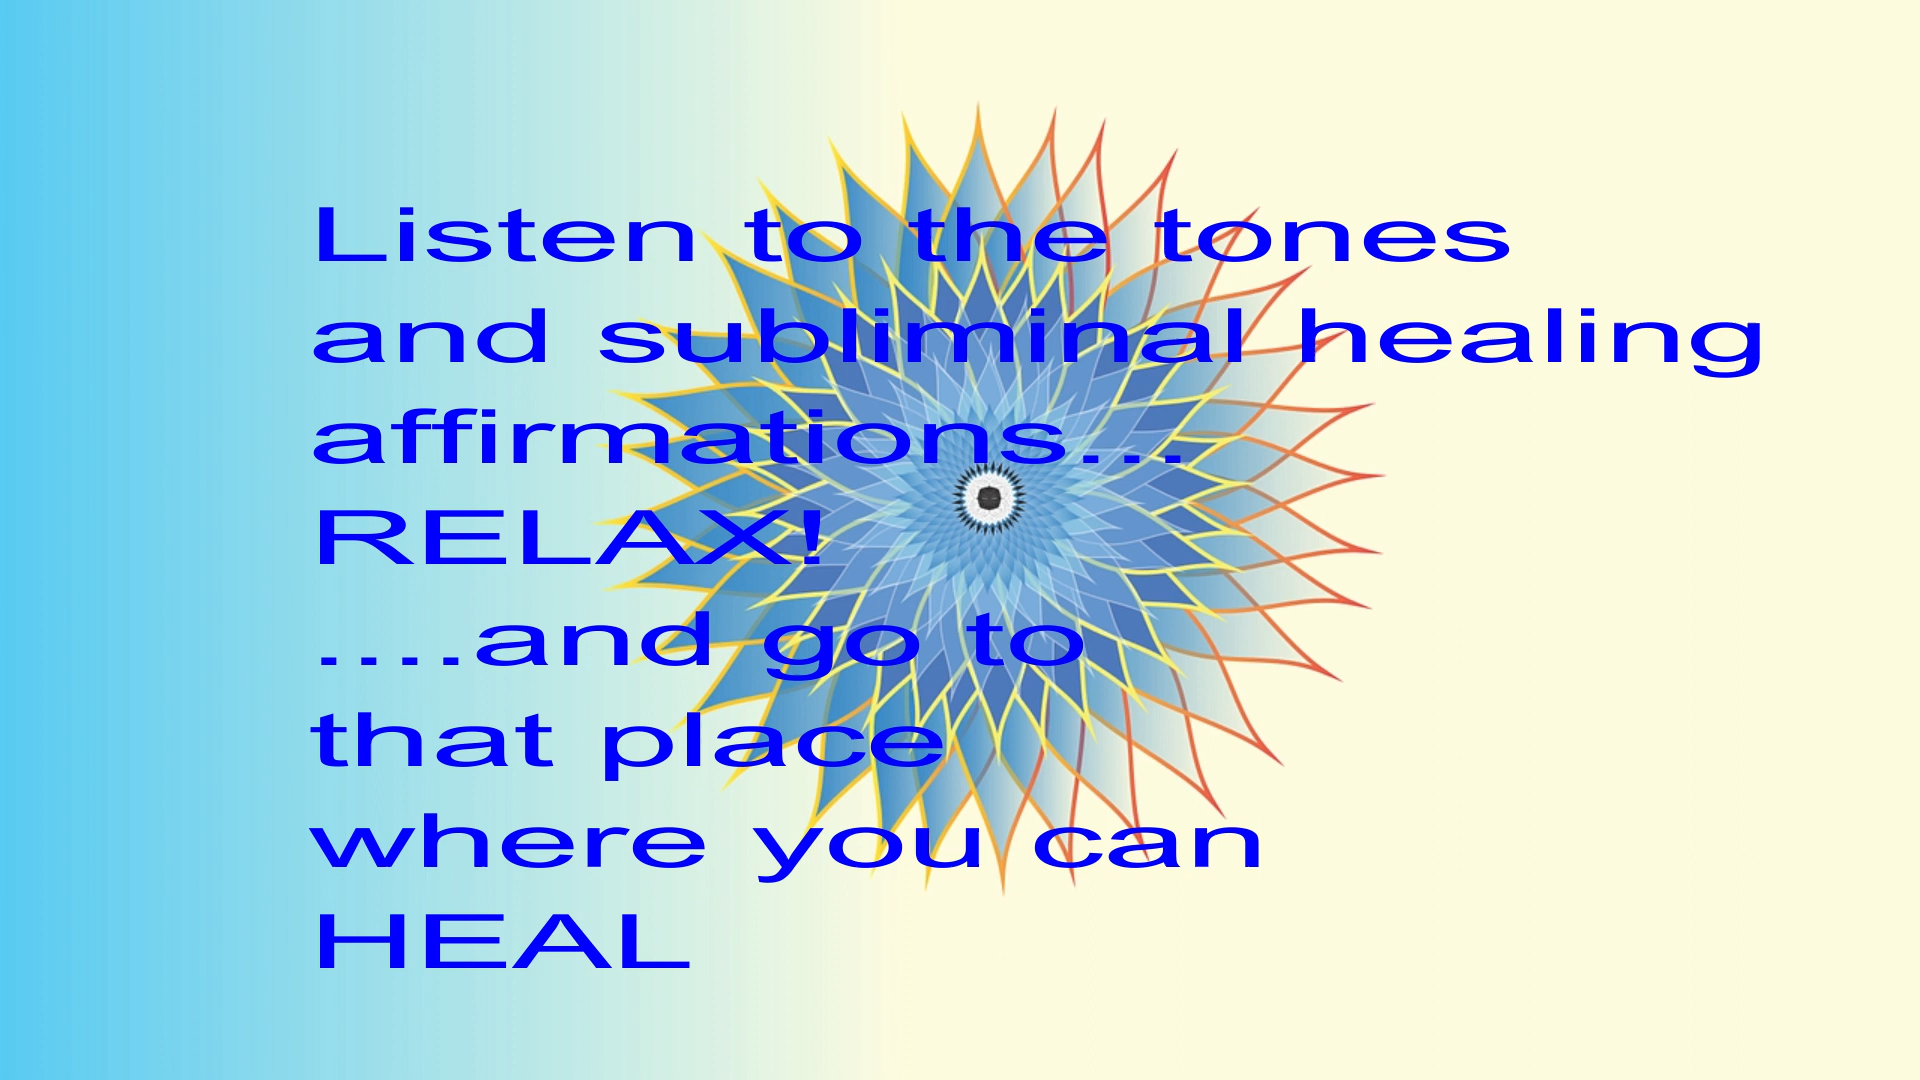 Listen to the tones
and subliminal healing
affirmations...
RELAX!
....and go to
that place
where you can
HEAL